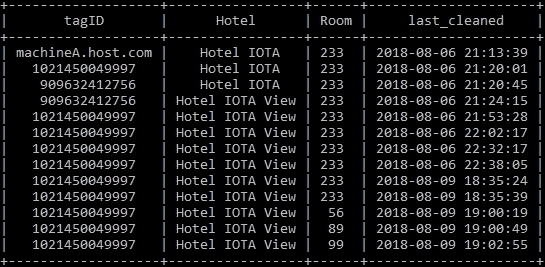 +--------------------+------------------+------+---------------------+
| tagID | Hotel | Room | last_cleaned |
+--------------------+------------------+------+---------------------+
| machineA.host.com | Hotel IOTA | 233 | 2018-08-06 21:13:39 |
| 1021450049997 | Hotel IOTA | 233 | 2018-08-06 21:20:01 |
| 909632412756 | Hotel IOTA | 233 | 2018-08-06 21:20:45 |
| 909632412756 | Hotel IOTA View | 233 | 2018-08-06 21:24:15 |
| 1021450049997 | Hotel IOTA View | 233 | 2018-08-06 21:53:28 |
| 1021450049997 | Hotel IOTA View | 233 | 2018-08-06 22:02:17 |
| 1021450049997 | Hotel IOTA View | 233 | 2018-08-06 22:32:17 |
| 1021450049997 | Hotel IOTA View | 233 | 2018-08-06 22:38:05 |
| 1021450049997 | Hotel IOTA View | 233 | 2018-08-09 18:35:24 |
| 1021450049997 | Hotel IOTA View | 233 | 2018-08-09 18:35:39 |
| 1021450049997 | Hotel IOTA View | 56 | 2018-08-09 19:00:19 |
| 1021450049997 | Hotel IOTA View | 89 | 2018-08-09 19:00:49 |
| 1021450049997 | Hotel IOTA View | 99 | 2018-08-09 19:02:55 |
+--------------------+------------------+------+---------------------+